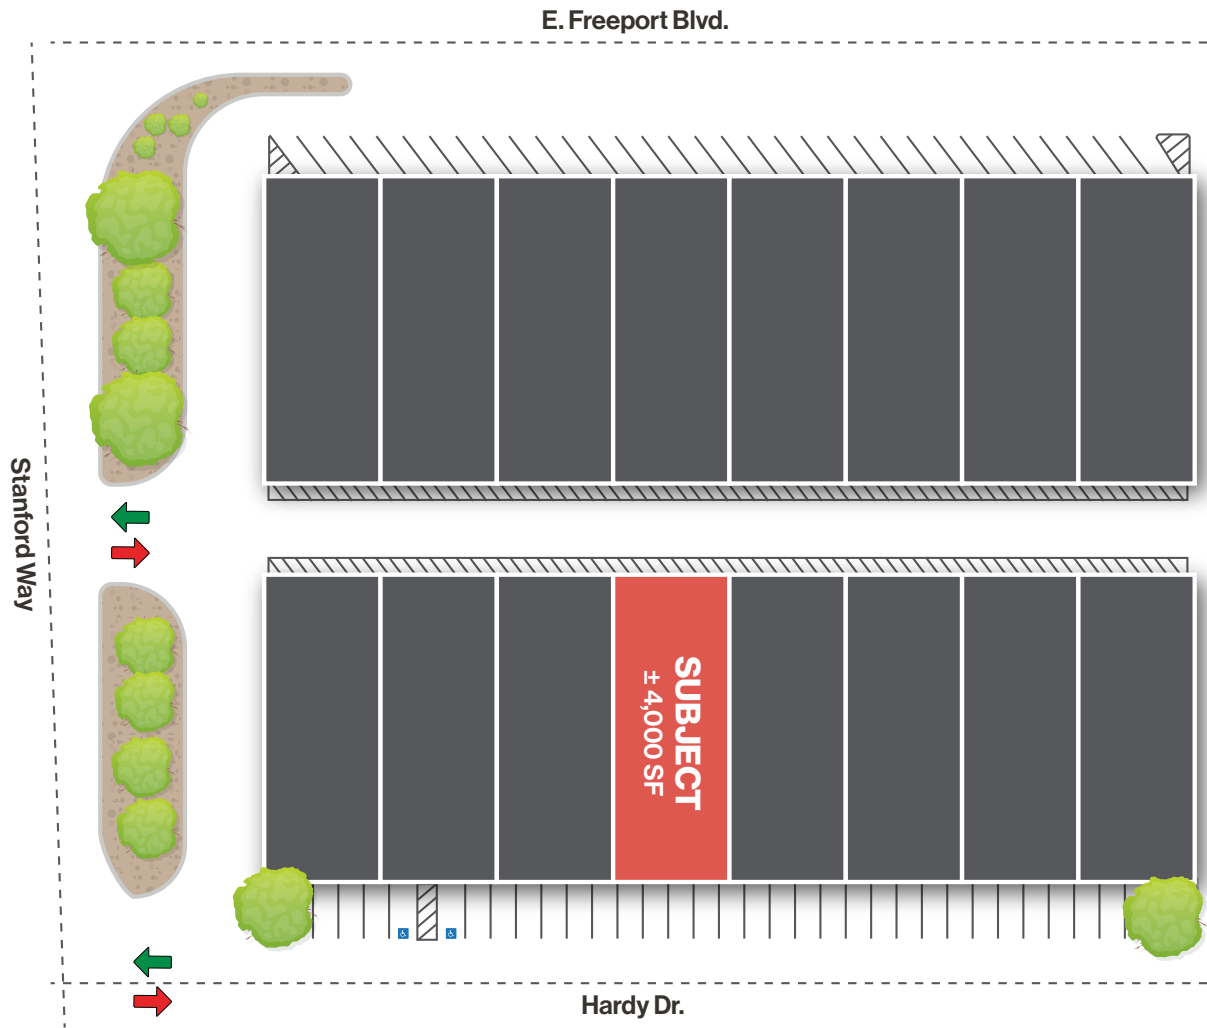 E. Freeport Blvd.
Stanford Way
SUBJECT
± 4,000 SF
Hardy Dr.